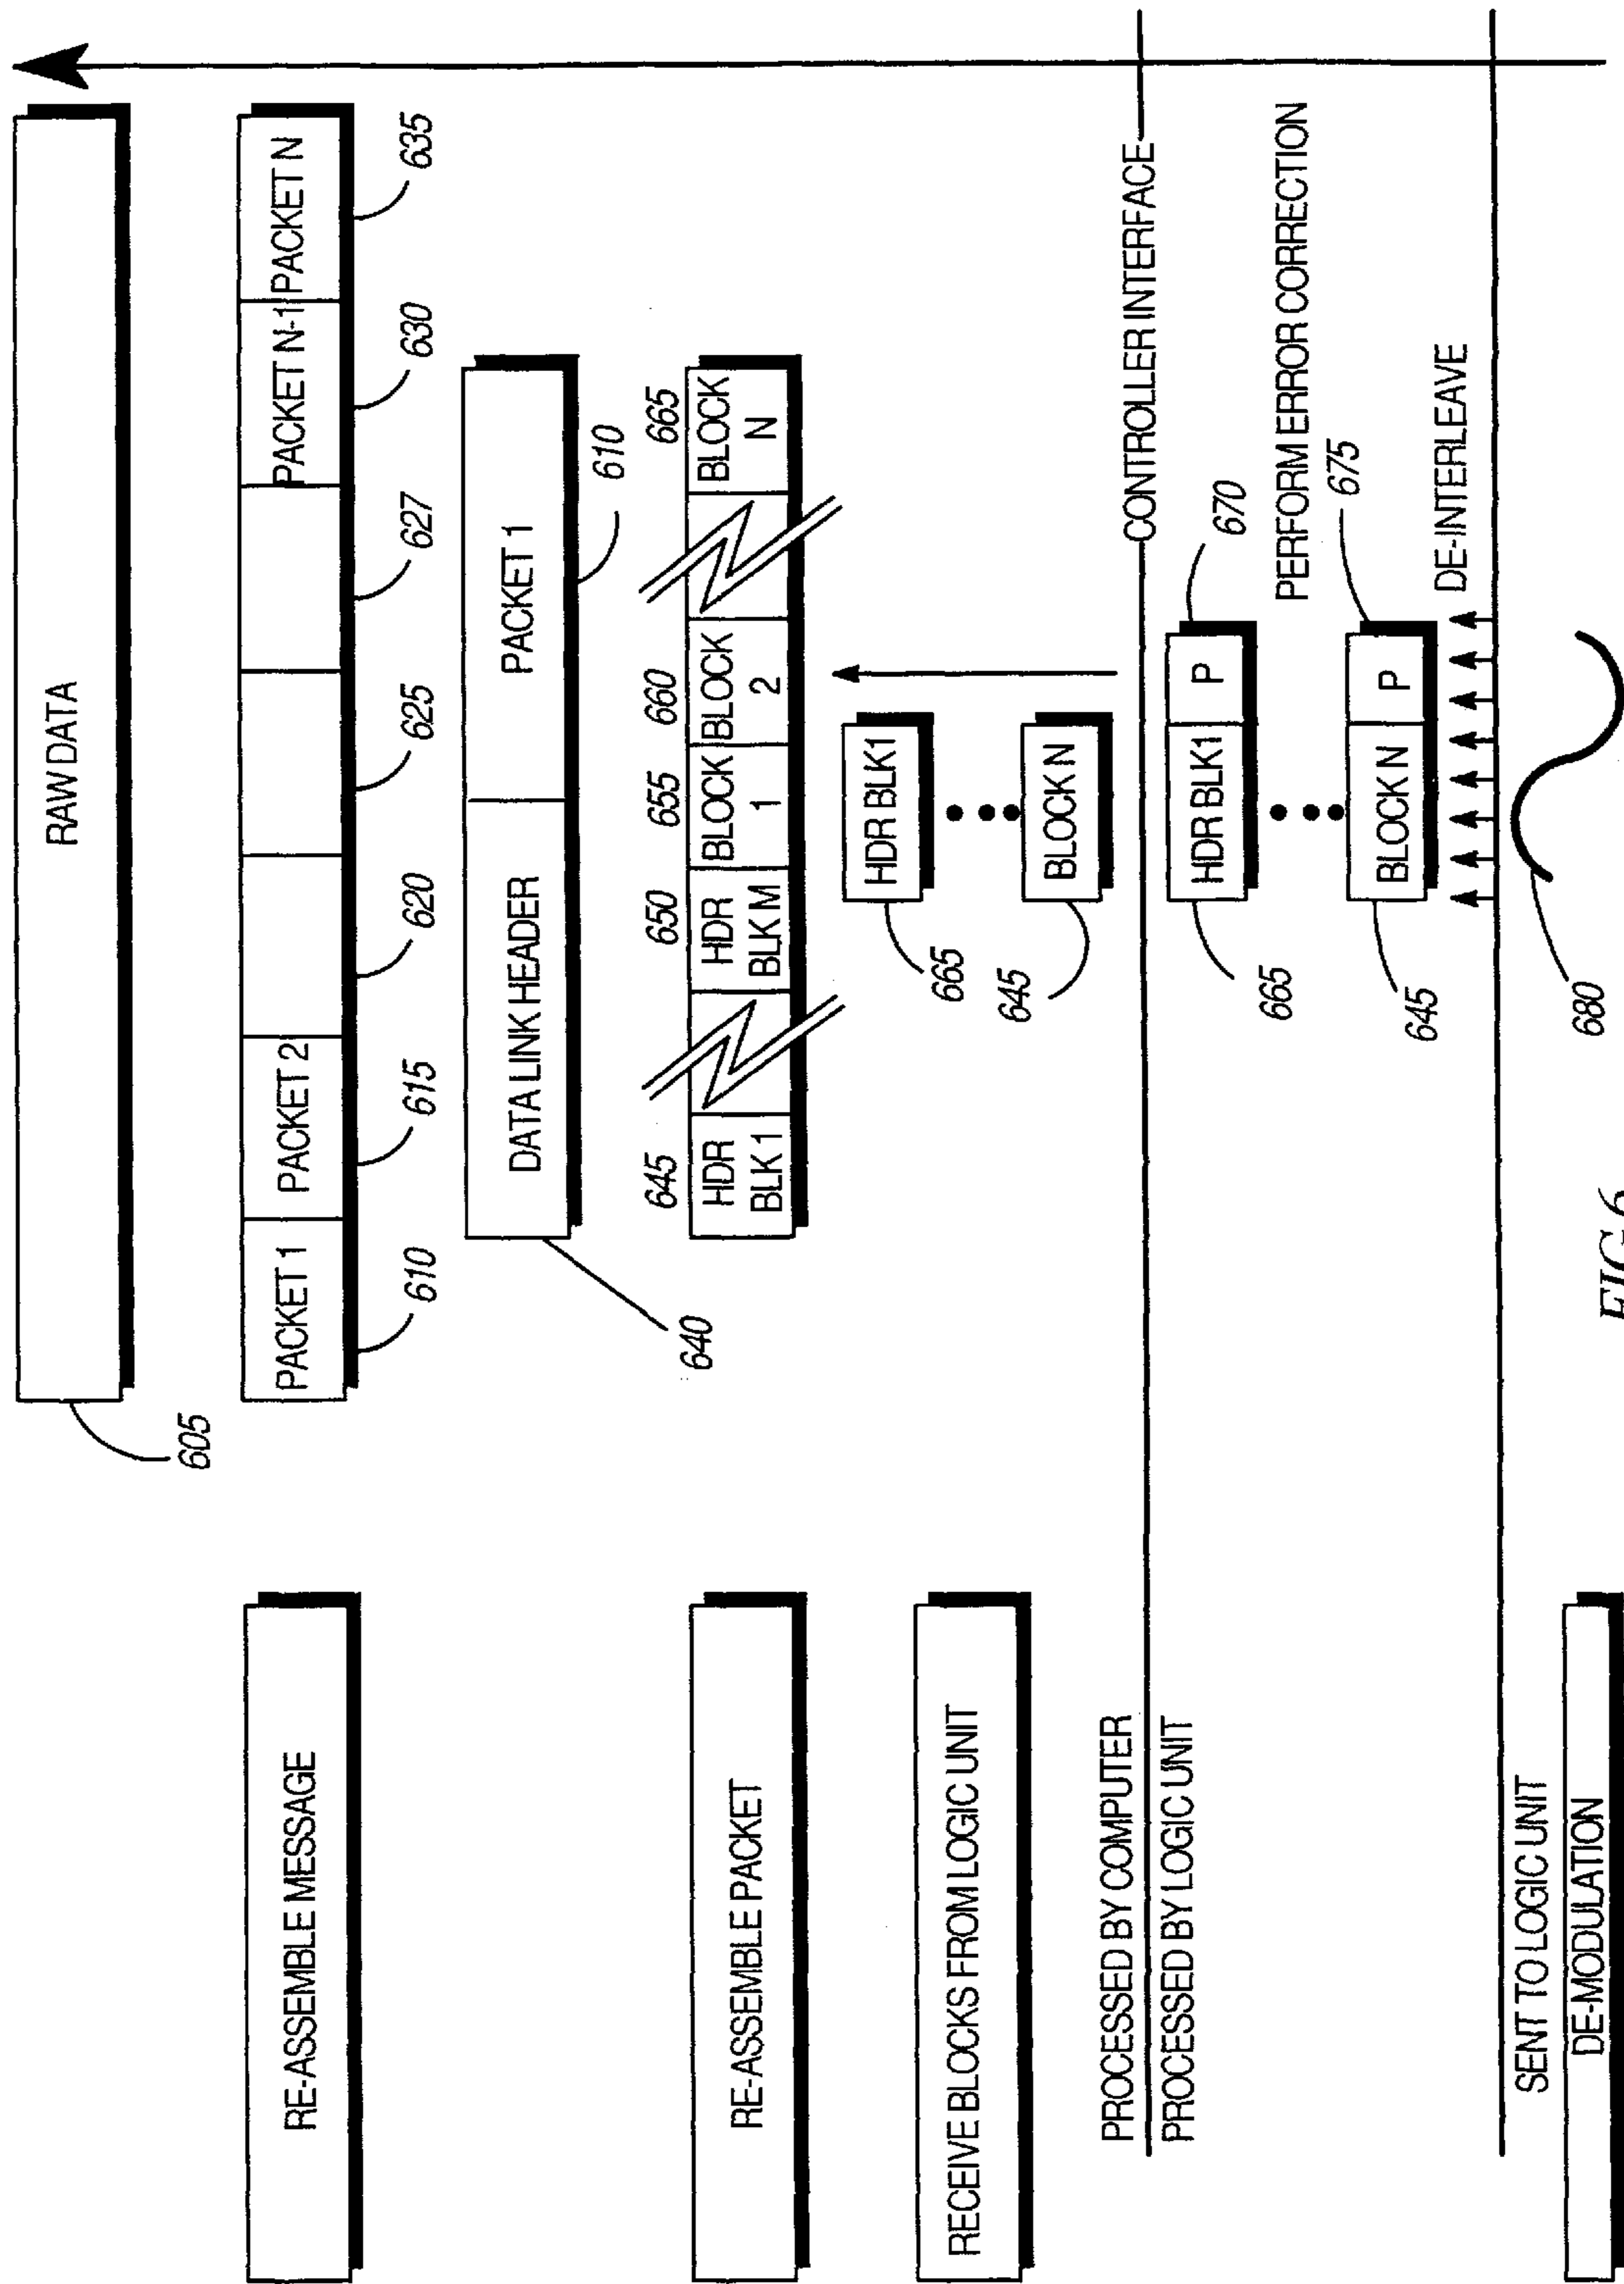 RAW DATA
605
RE-ASSEMBLE MESSAGE
PACKET 1
PACKET 2
PACKET N-1
PACKET N
610
615
620
625
627
630
635
DATA LINK HEADER
PACKET 1
640
610
RE-ASSEMBLE PACKET
645
650
655
660
665
HDR
BLK 1
HDR
BLK M
BLOCK
1
BLOCK
2
BLOCK
N
RECEIVE BLOCKS FROM LOGIC UNIT
HDR BLK1
665
BLOCK N
645
PROCESSED BY COMPUTER
CONTROLLER INTERFACE
PROCESSED BY LOGIC UNIT
HDR BLK1
P
670
665
PERFORM ERROR CORRECTION
BLOCK N
P
675
645
DE-INTERLEAVE
SENT TO LOGIC UNIT
DE-MODULATION
680
FIG.6